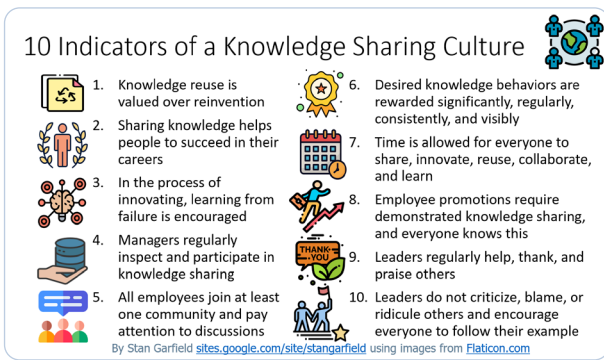 10 Indicators of a Knowledge Sharing Culture
1. Knowledge reuse is
valued over reinvention
2. Sharing knowledge helps
people to succeed in their
careers
3. In the process of
innovating, learning from
failure is encouraged
4. Managers regularly
inspect and participate in
knowledge sharing
5. All employees join at least
one community and pay
attention to discussions
6. Desired knowledge behaviors are
rewarded significantly, regularly,
consistently, and visibly
7. Time is allowed for everyone to
share, innovate, reuse, collaborate,
and learn
8. Employee promotions require
demonstrated knowledge sharing,
and everyone knows this
THANK
YOU
9. Leaders regularly help, thank, and
praise others
10. Leaders do not criticize, blame, or
ridicule others and encourage
everyone to follow their example
By Stan Garfield sites.google.com/site/stangarfield using images from Flaticon.com